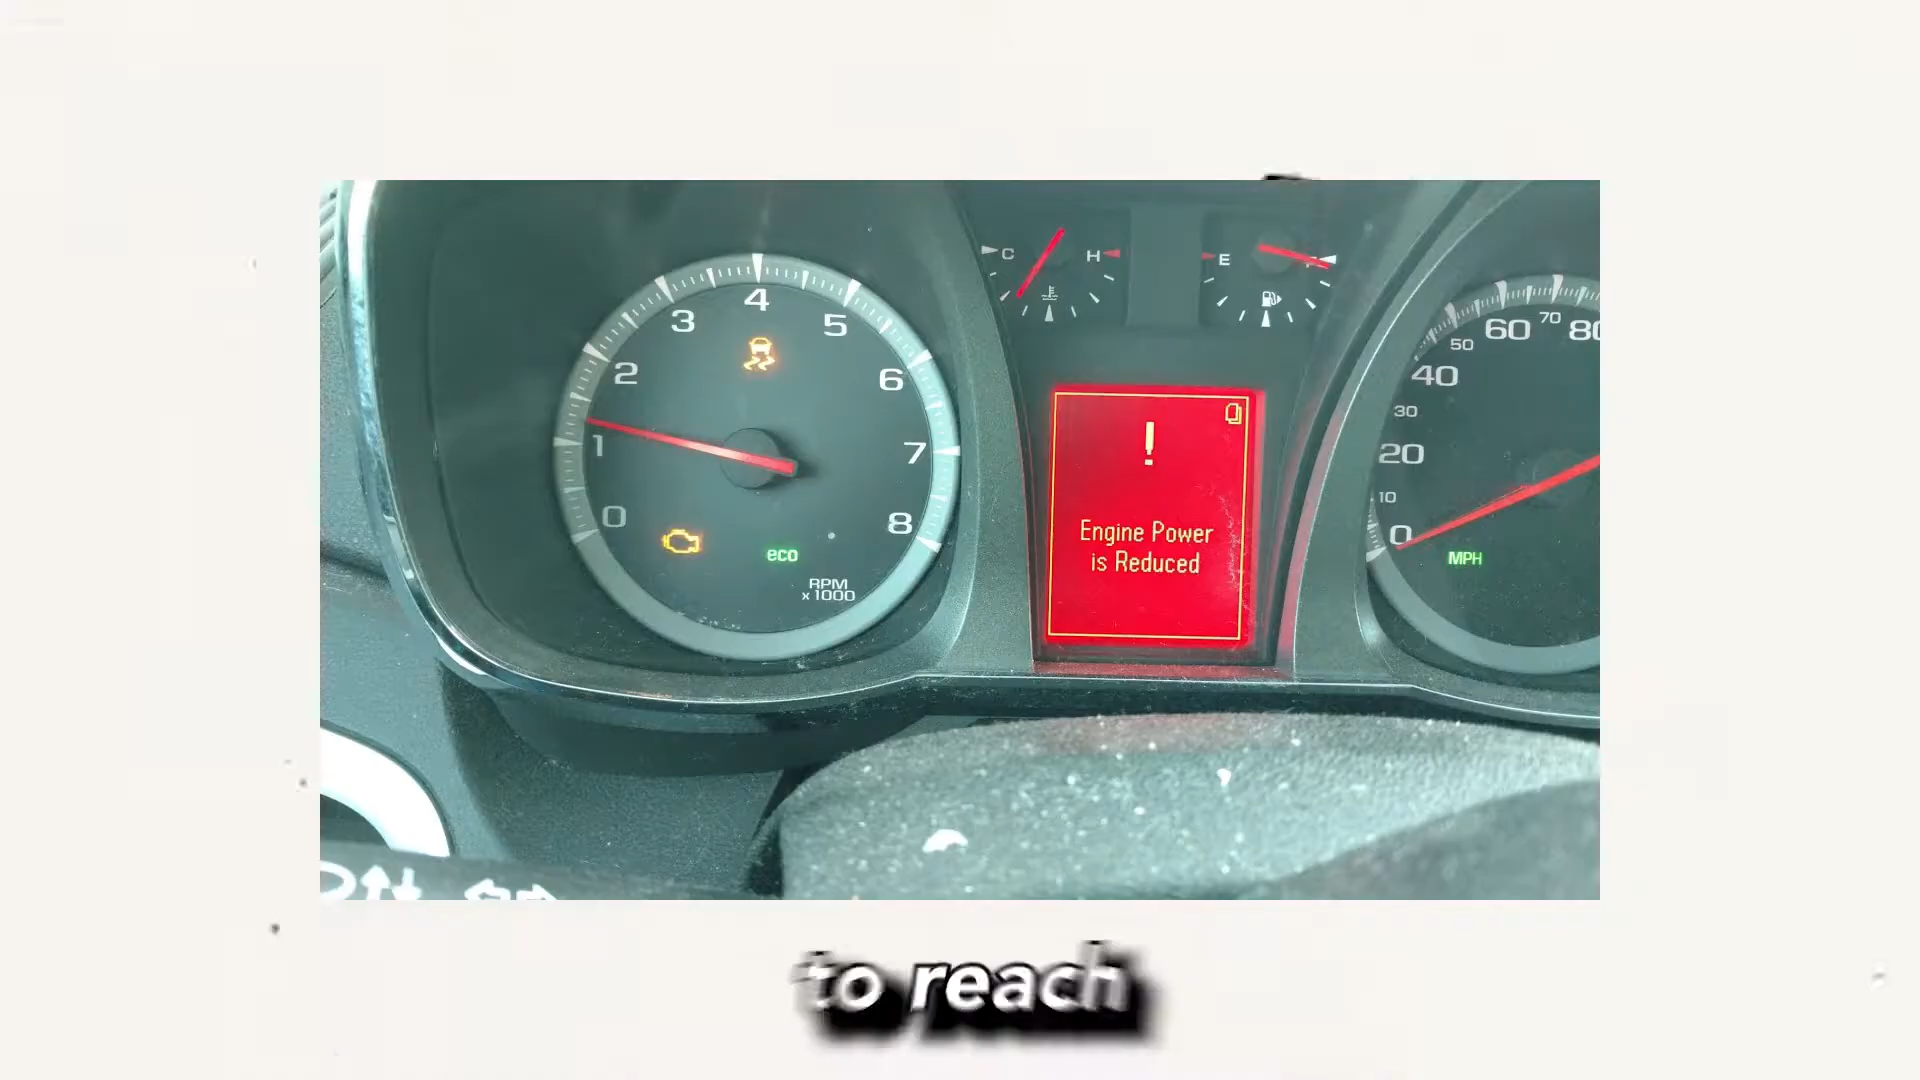 C H
E F
4
3 5
2 6
1 7
0 8
eco
RPM
x 1000
!
Engine Power
is Reduced
0 10 20 30 40 50 60 70 80
MPH
to reach